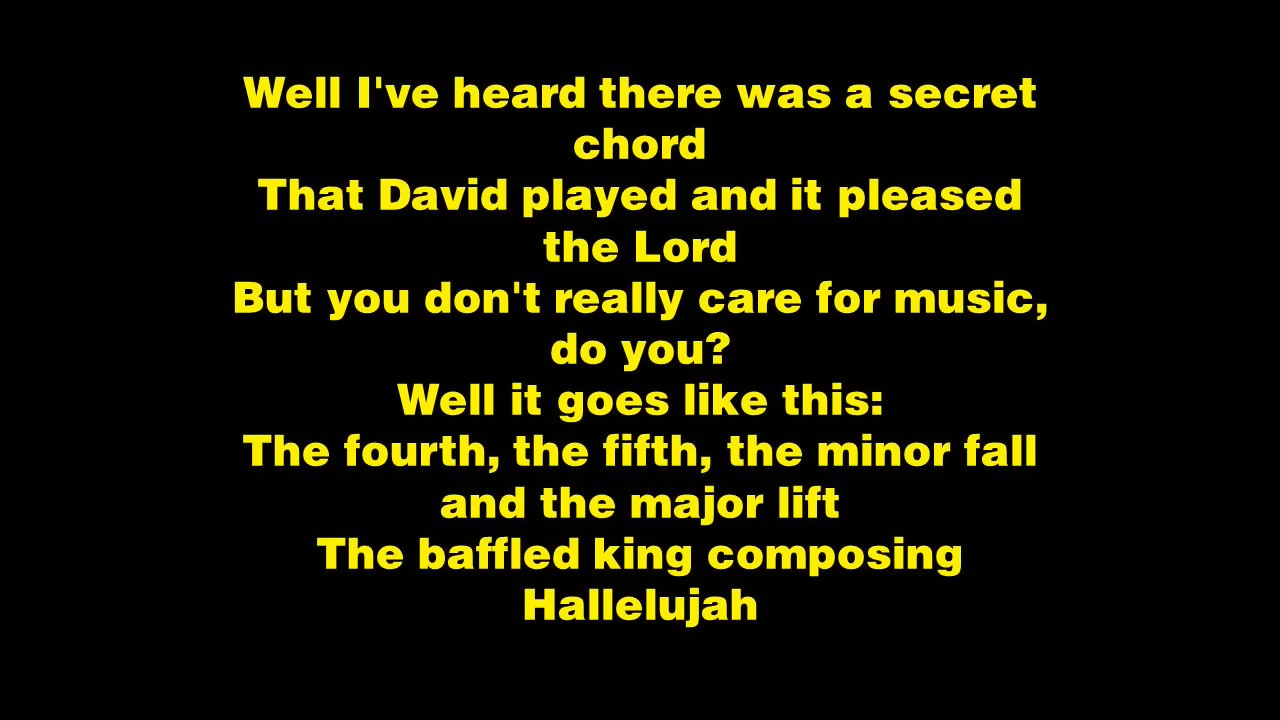 Well I've heard there was a secret
chord
That David played and it pleased
the Lord
But you don't really care for music,
do you?
Well it goes like this:
The fourth, the fifth, the minor fall
and the major lift
The baffled king composing
Hallelujah